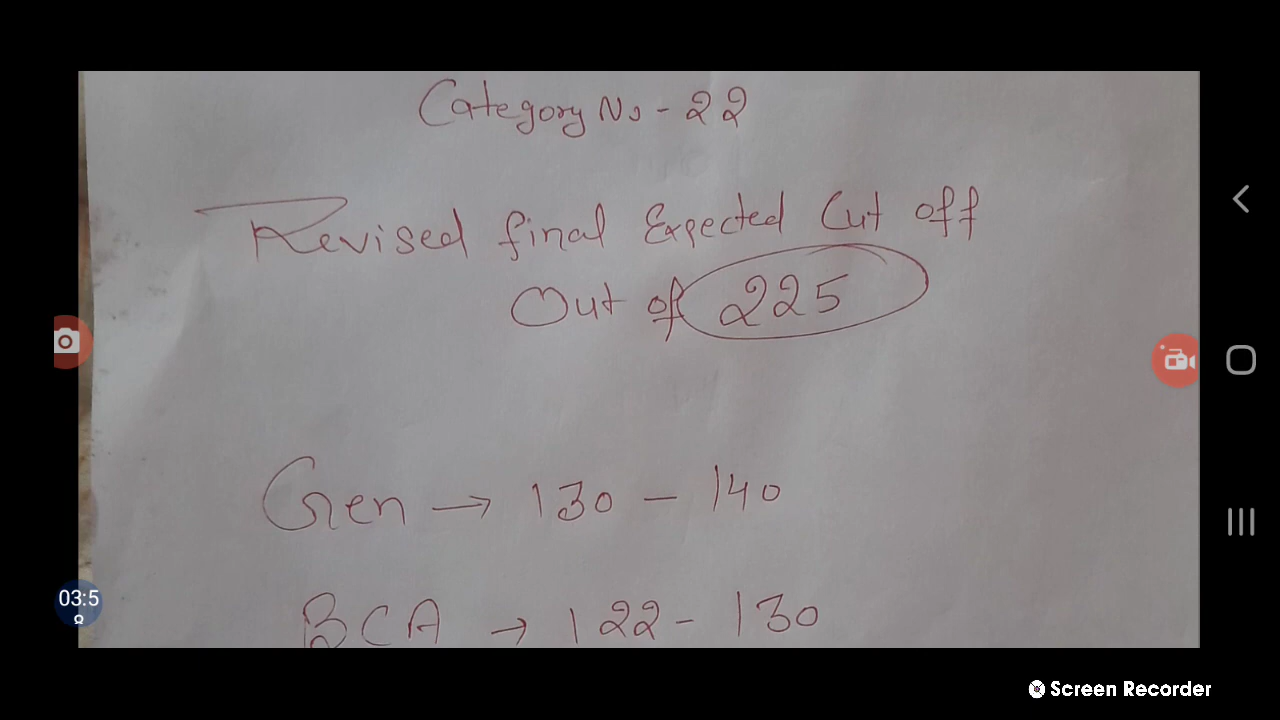 Category No - 22
Revised final Expected Cut off
Out of 225
Gen → 130 - 140
BCA → 122 - 130
03:58
Screen Recorder